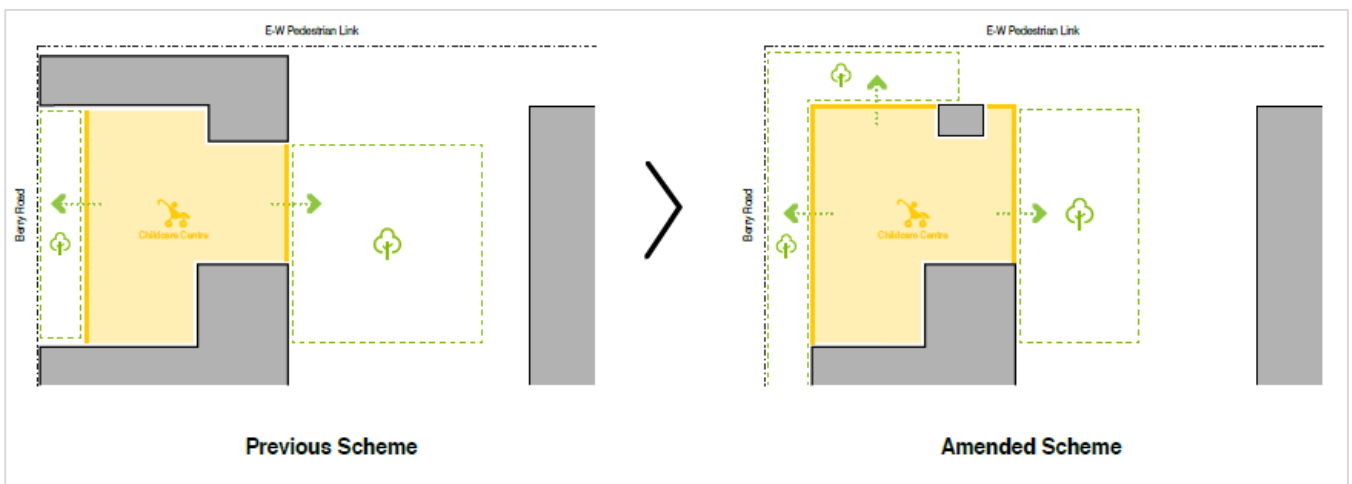 E-W Pedestrian Link
Berry Road
Childcare Centre
Previous Scheme
E-W Pedestrian Link
Berry Road
Childcare Centre
Amended Scheme